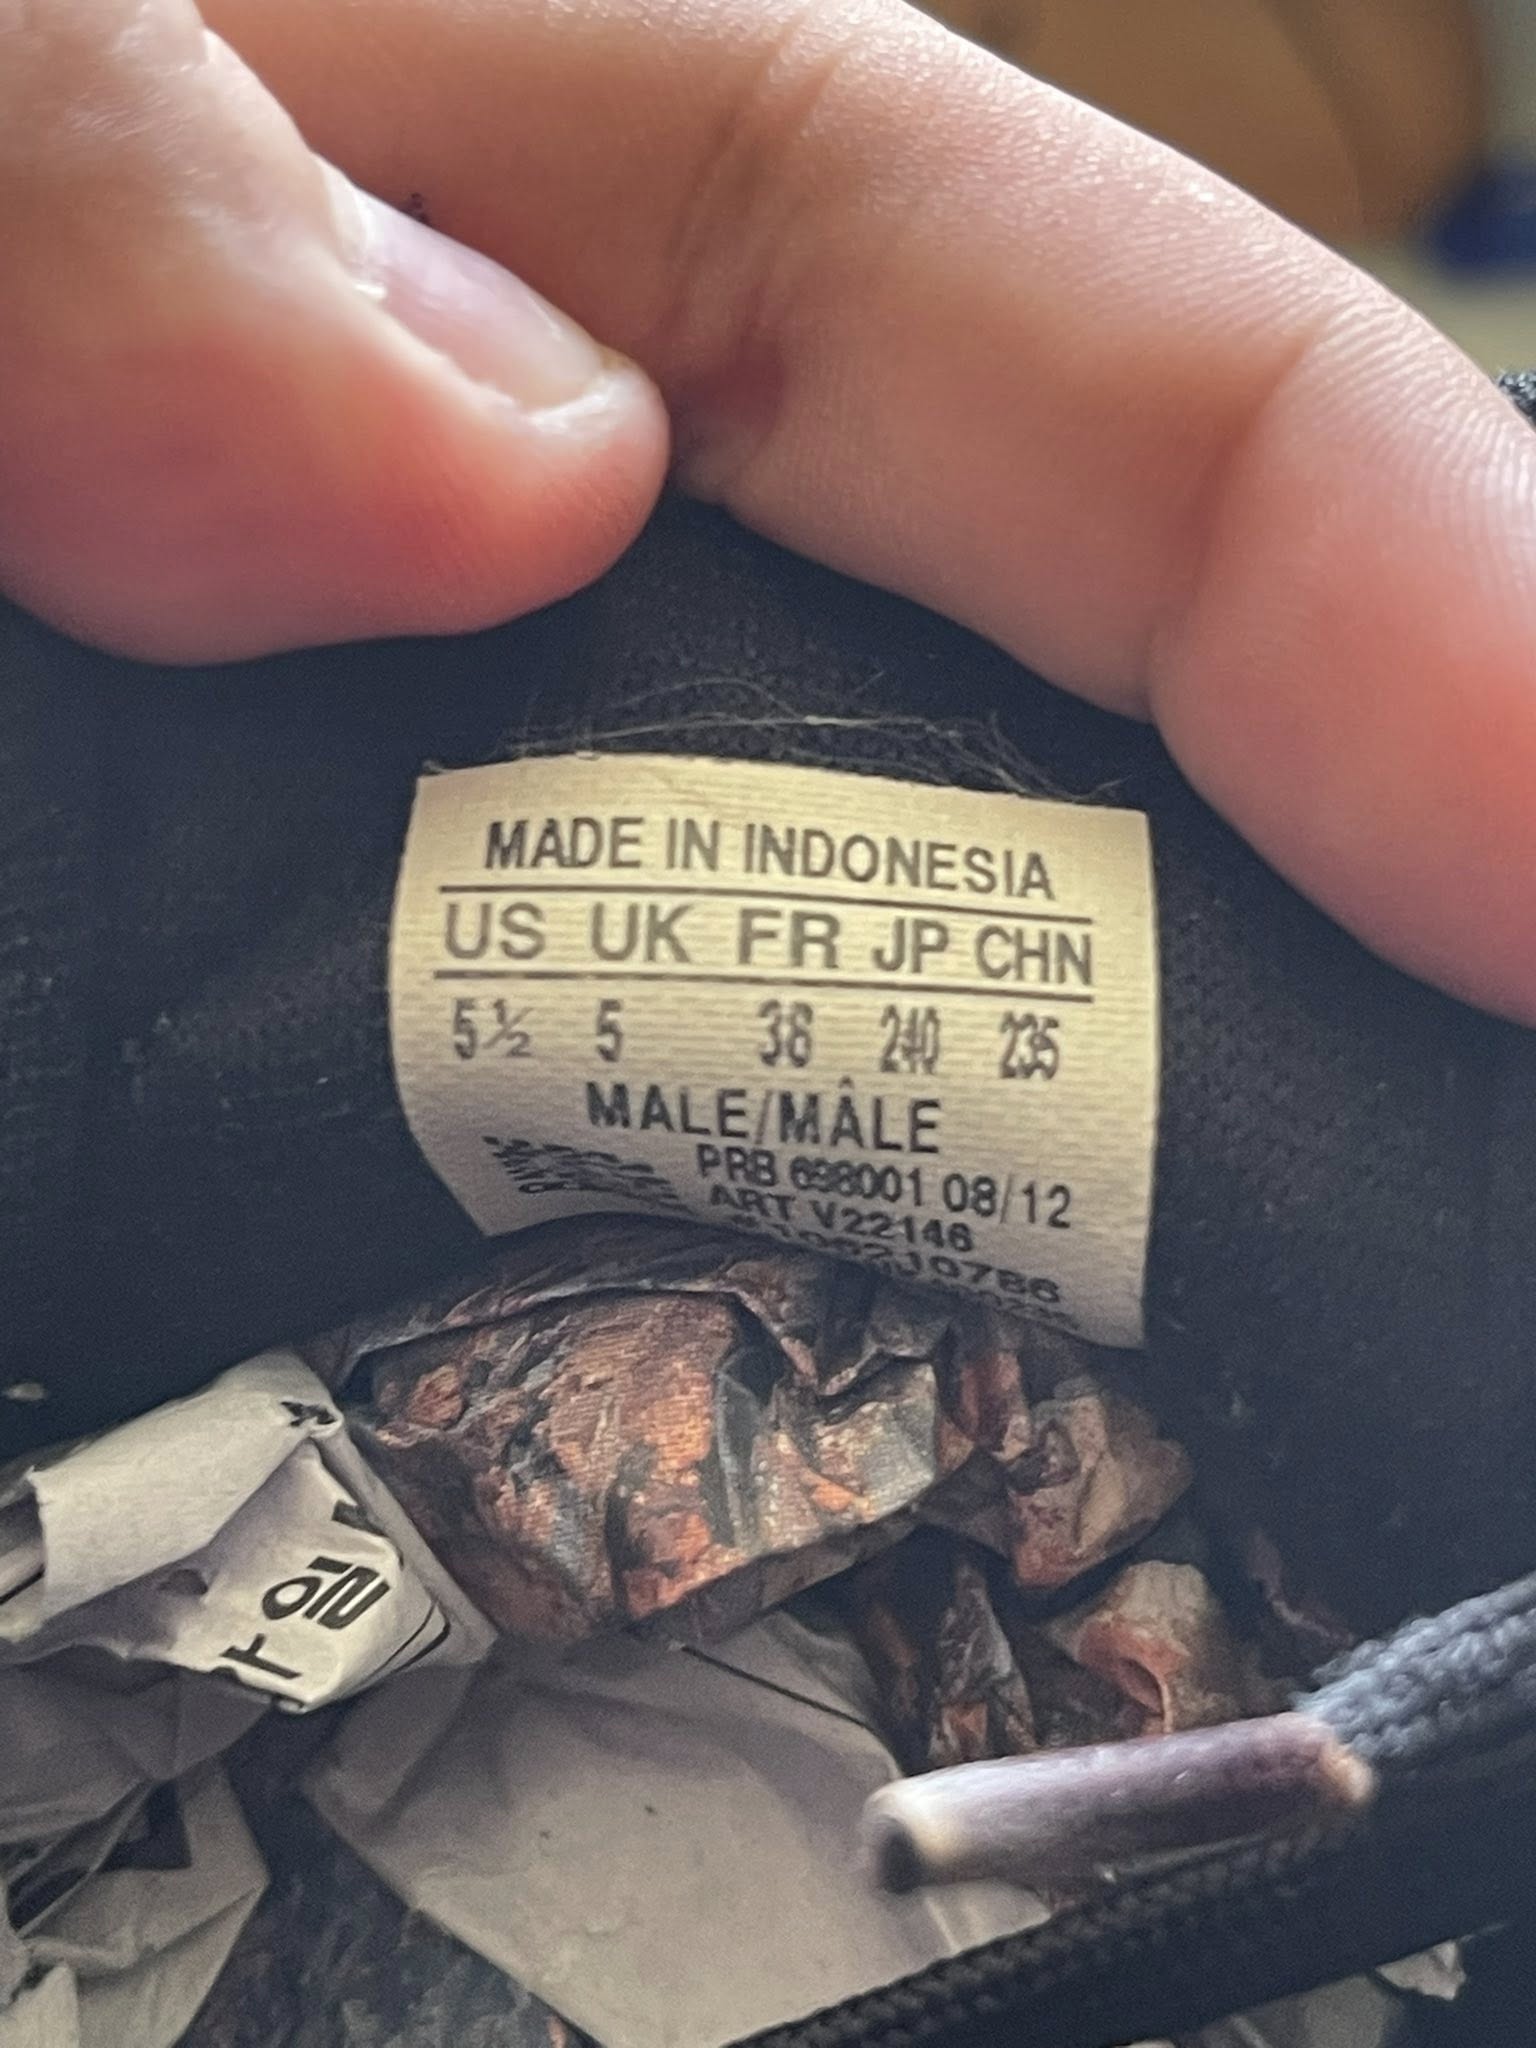 MADE IN INDONESIA
US UK FR JP CHN
5½ 5 38 240 235
MALE/MÂLE
PRB 698001 08/12
ART V22146
일